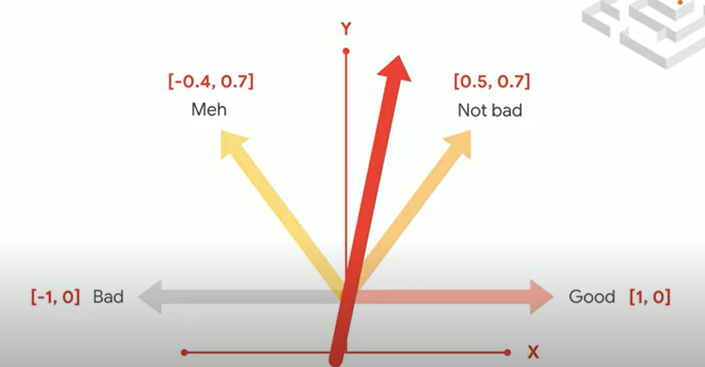 Y
[-0.4, 0.7]
Meh
[0.5, 0.7]
Not bad
[-1, 0] Bad
Good [1, 0]
X